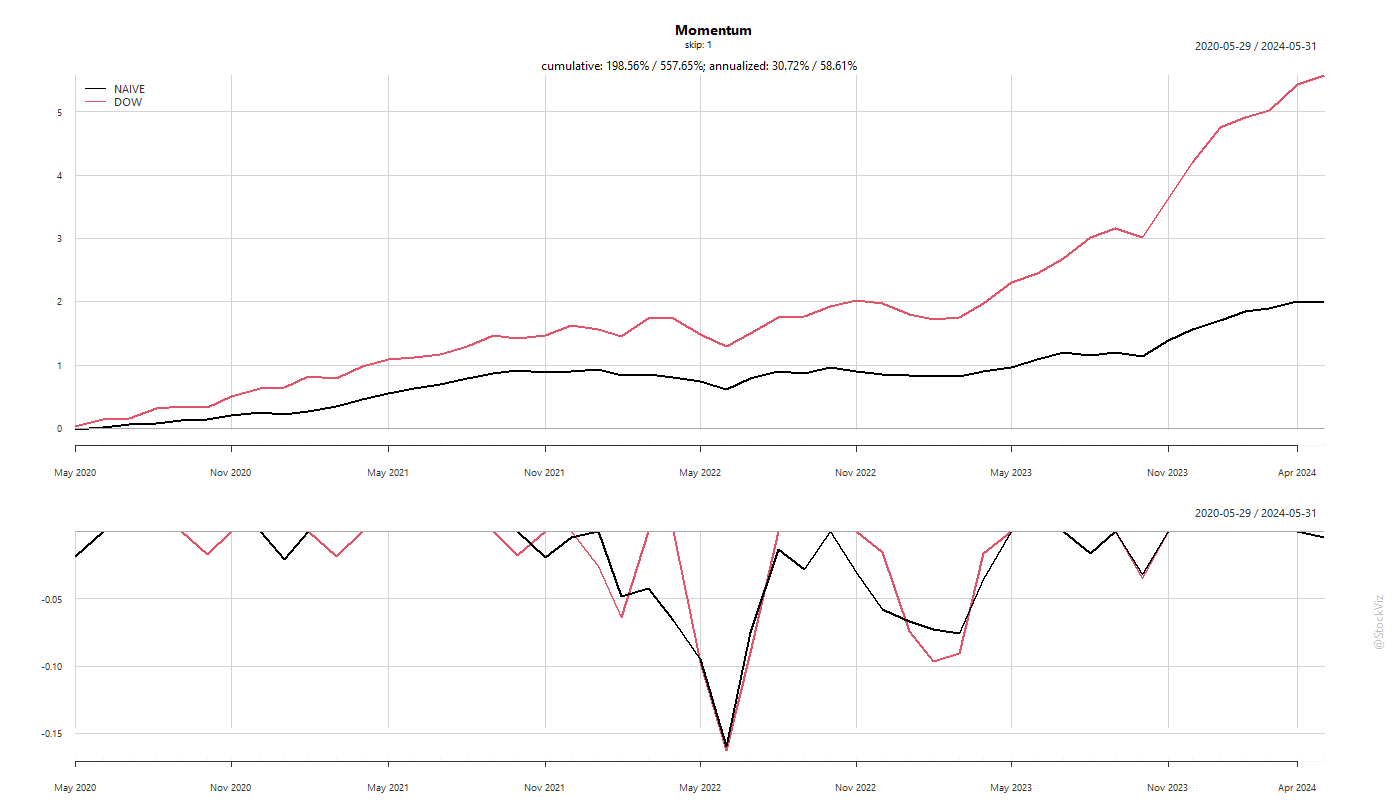 Momentum
skip: 1
2020-05-29 / 2024-05-31
cumulative: 198.56% / 557.65%; annualized: 30.72% / 58.61%
NAIVE
DOW
5
4
3
2
1
0
May 2020 Nov 2020 May 2021 Nov 2021 May 2022 Nov 2022 May 2023 Nov 2023 Apr 2024
2020-05-29 / 2024-05-31
-0.05
-0.10
-0.15
May 2020 Nov 2020 May 2021 Nov 2021 May 2022 Nov 2022 May 2023 Nov 2023 Apr 2024
@StockViz